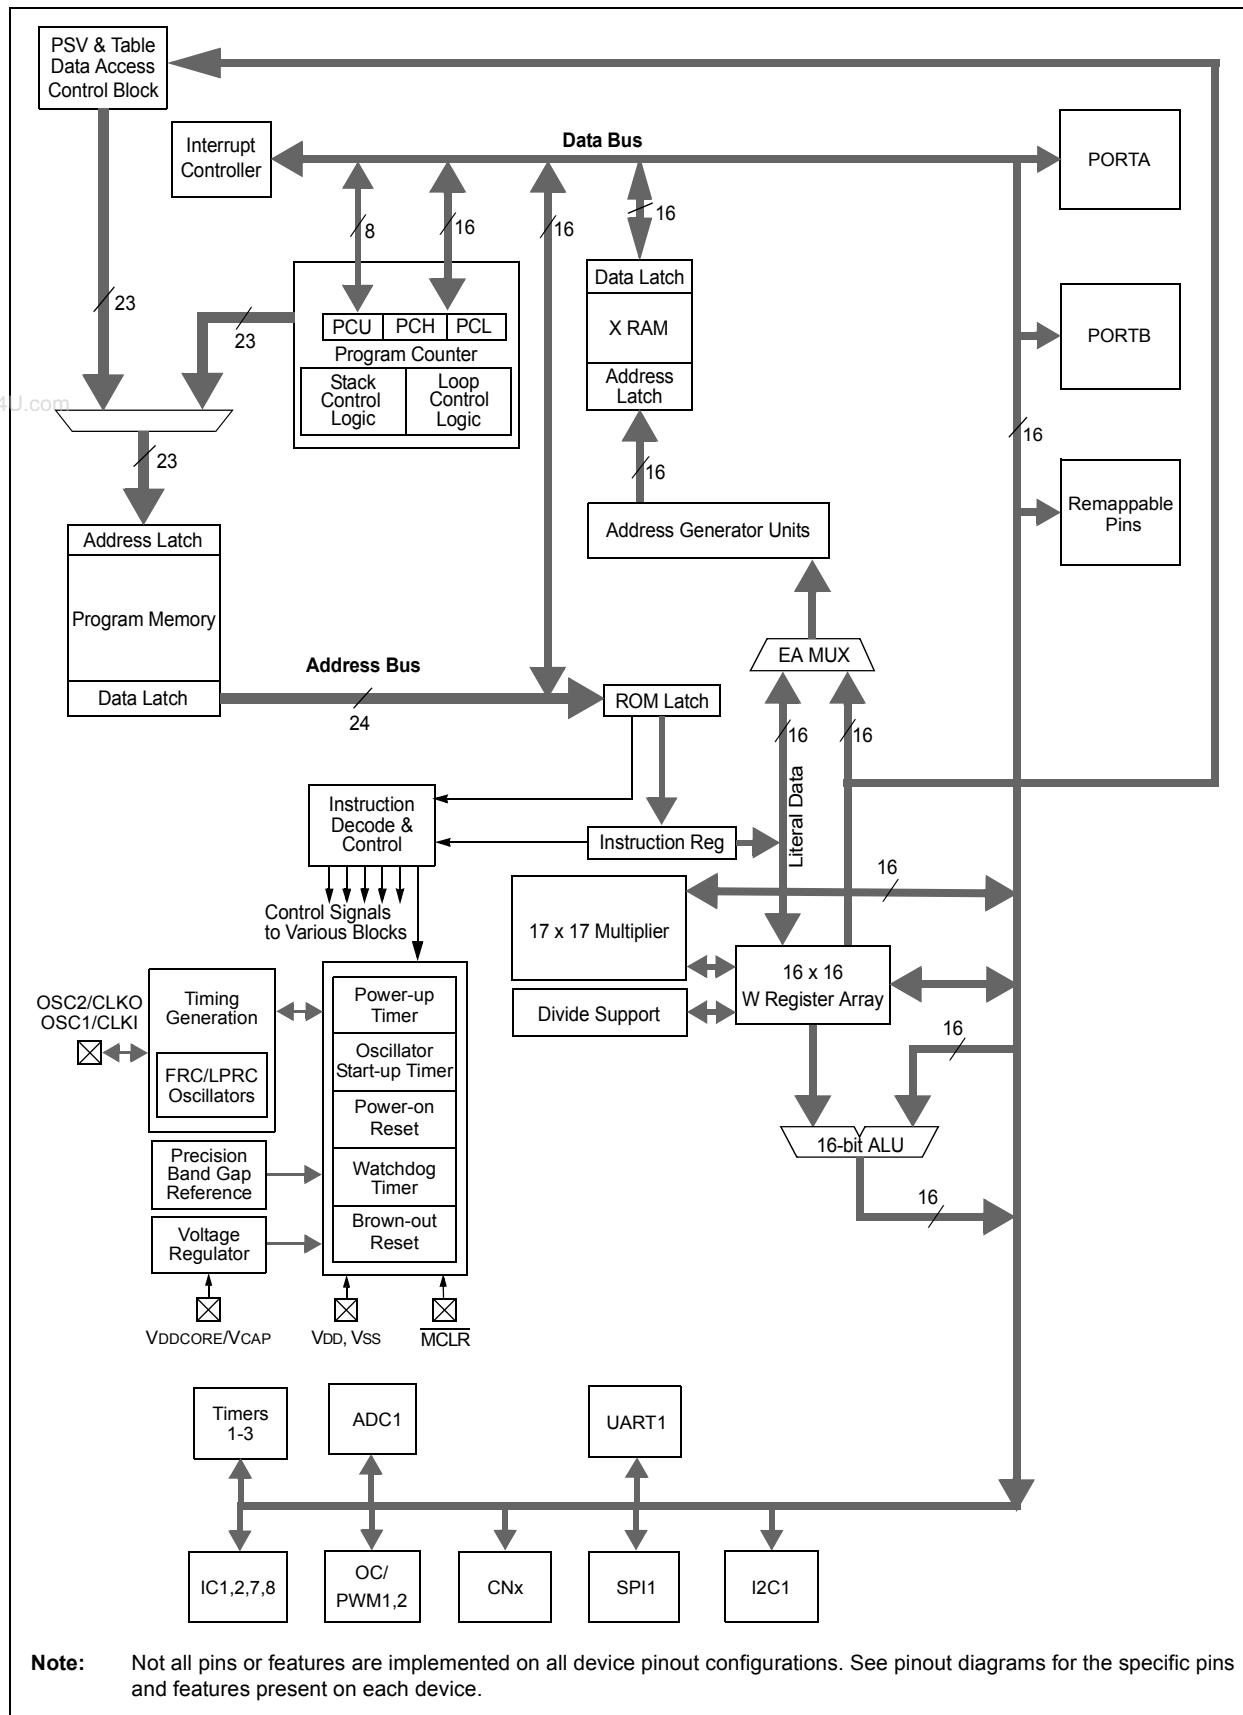 PSV & Table
Data Access
Control Block
Interrupt
Controller
Data Bus
PORTA
16
8
16
16
23
23
Data Latch
X RAM
Address
Latch
PCU PCH PCL
Program Counter
Stack
Control
Logic
Loop
Control
Logic
PORTB
4U.com
16
23
16
Address Generator Units
Remappable
Pins
Address Latch
Program Memory
Data Latch
EA MUX
Address Bus
24
ROM Latch
16
16
Literal Data
Instruction
Decode &
Control
Instruction Reg
16
Control Signals
to Various Blocks
17 x 17 Multiplier
16 x 16
W Register Array
Divide Support
OSC2/CLKO
OSC1/CLKI
Timing
Generation
FRC/LPRC
Oscillators
Power-up
Timer
Oscillator
Start-up Timer
Power-on
Reset
Watchdog
Timer
Brown-out
Reset
16
16-bit ALU
16
Precision
Band Gap
Reference
Voltage
Regulator
VDDCORE/VCAP
VDD, VSS
MCLR
Timers
1-3
ADC1
UART1
IC1,2,7,8
OC/
PWM1,2
CNx
SPI1
I2C1
Note: Not all pins or features are implemented on all device pinout configurations. See pinout diagrams for the specific pins
and features present on each device.